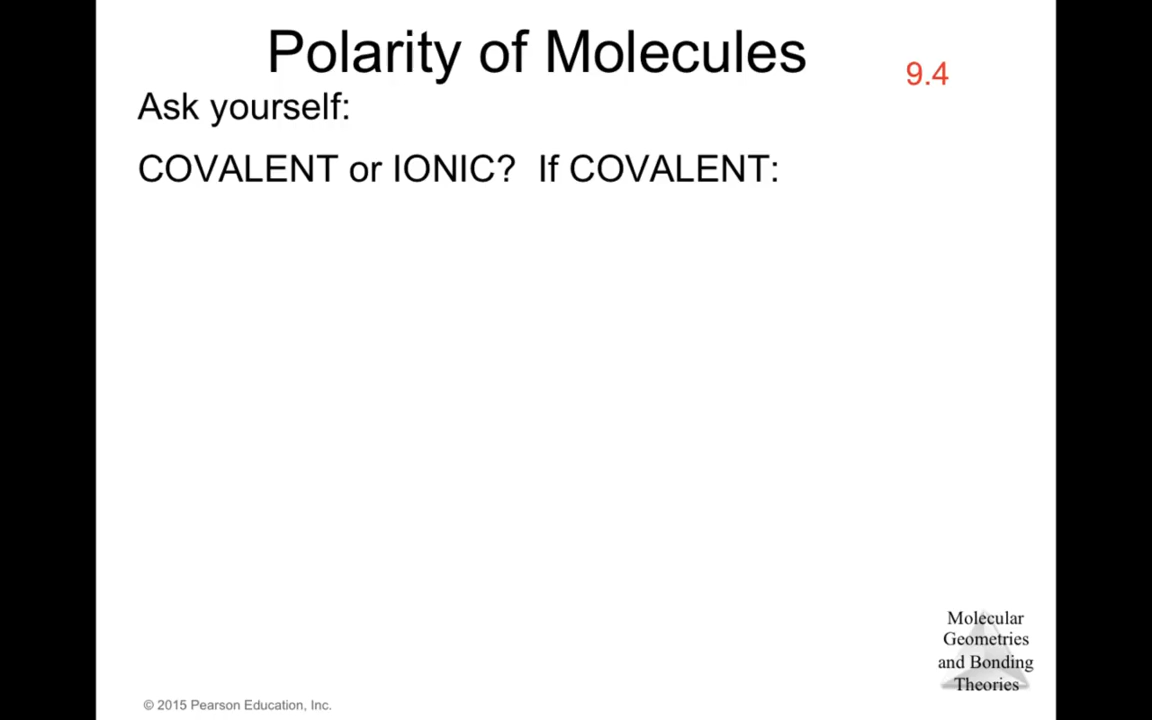 Polarity of Molecules
9.4
Ask yourself:
COVALENT or IONIC? If COVALENT:
Molecular
Geometries
and Bonding
Theories
© 2015 Pearson Education, Inc.